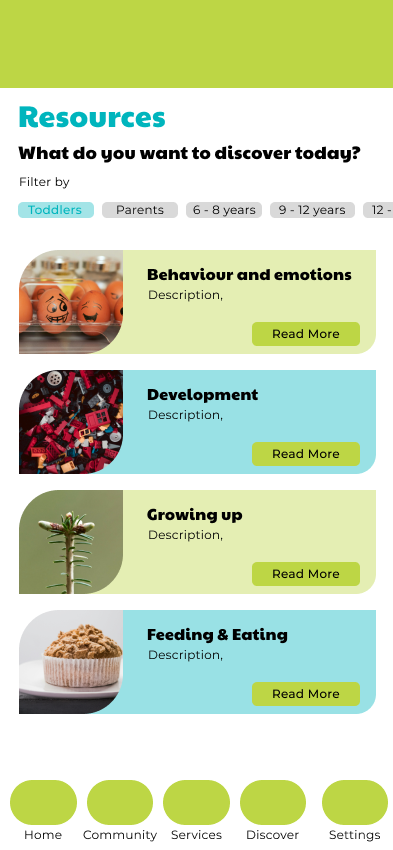 Resources
What do you want to discover today?
Filter by
Toddlers Parents 6 - 8 years 9 - 12 years 12 -
Behaviour and emotions
Description,
Read More
Development
Description,
Read More
Growing up
Description,
Read More
Feeding & Eating
Description,
Read More
Home Community Services Discover Settings